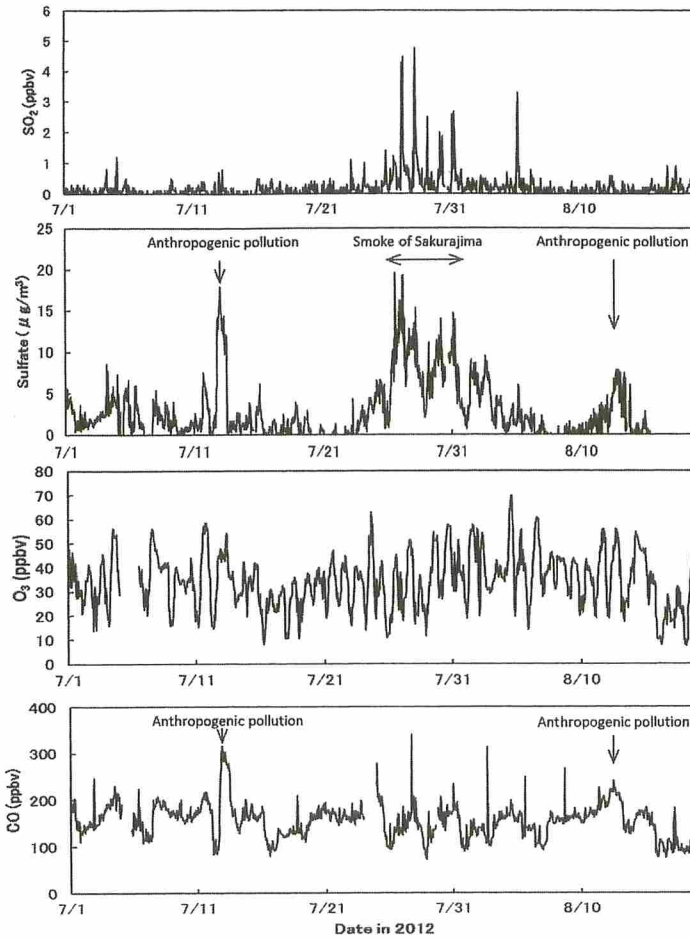 6
5
4
3
2
1
0
SO2 (ppbv)
7/1 7/11 7/21 7/31 8/10
25
20
15
10
5
0
Sulfate ( μ g/m³)
Anthropogenic pollution Smoke of Sakurajima Anthropogenic pollution
7/1 7/11 7/21 7/31 8/10
80
70
60
50
40
30
20
10
0
O3 (ppbv)
7/1 7/11 7/21 7/31 8/10
400
300
200
100
0
CO (ppbv)
Anthropogenic pollution Anthropogenic pollution
7/1 7/11 7/21 7/31 8/10
Date in 2012